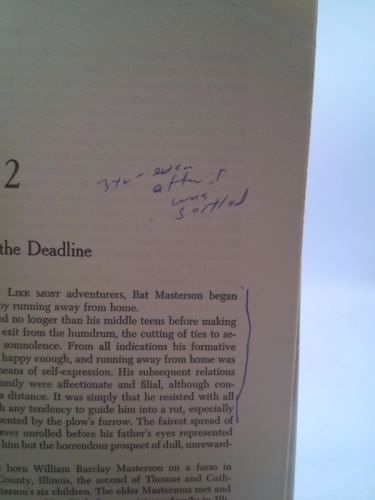 2
even
after it
was
settled
the Deadline
LIKE MOST adventurers, Bat Masterson began
by running away from home.
ed no longer than his middle teens before making
exit from the humdrum, the cutting of ties to se-
somnolence. From all indications his formative
happy enough, and running away from home was
means of self-expression. His subsequent relations
amily were affectionate and filial, although con-
a distance. It was simply that he resisted with all
h any tendency to guide him into a rut, especially
sented by the plow's furrow. The fairest spread of
ever unrolled before his father's eyes represented
him but the horrendous prospect of dull, unreward-
s born William Barclay Masterson on a farm in
County, Illinois, the second of Thomas and Cath-
terson's six children. The elder Mastersons met and